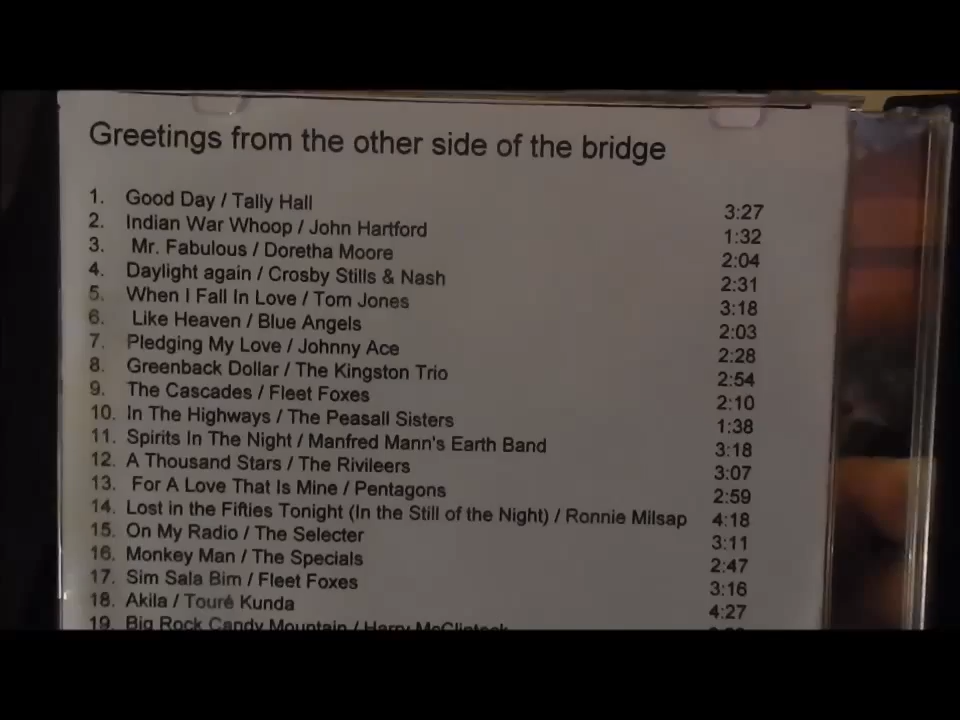 Greetings from the other side of the bridge
1. Good Day / Tally Hall 3:27
2. Indian War Whoop / John Hartford 1:32
3. Mr. Fabulous / Doretha Moore 2:04
4. Daylight again / Crosby Stills & Nash 2:31
5. When I Fall In Love / Tom Jones 3:18
6. Like Heaven / Blue Angels 2:03
7. Pledging My Love / Johnny Ace 2:28
8. Greenback Dollar / The Kingston Trio 2:54
9. The Cascades / Fleet Foxes 2:10
10. In The Highways / The Peasall Sisters 1:38
11. Spirits In The Night / Manfred Mann's Earth Band 3:18
12. A Thousand Stars / The Rivileers 3:07
13. For A Love That Is Mine / Pentagons 2:59
14. Lost in the Fifties Tonight (In the Still of the Night) / Ronnie Milsap 4:18
15. On My Radio / The Selecter 3:11
16. Monkey Man / The Specials 2:47
17. Sim Sala Bim / Fleet Foxes 3:16
18. Akila / Touré Kunda 4:27
19. Big Rock Candy Mountain / Harry McClintock